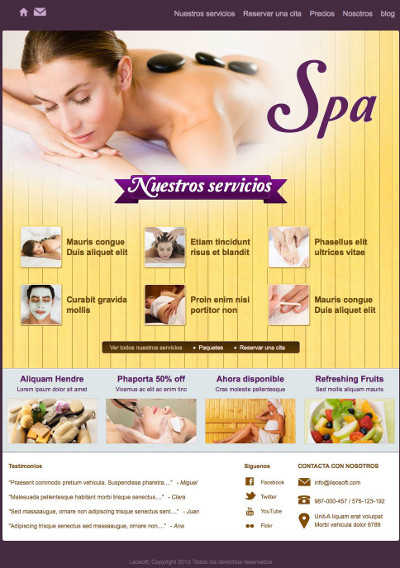 Nuestros servicios Reservar una cita Precios Nosotros blog
Spa
Nuestros servicios
Mauris congue
Duis aliquet elit
Etiam tincidunt
risus et blandit
Phasellus elit
ultrices vitae
Curabit gravida
mollis
Proin enim nisi
portitor non
Mauris congue
Duis aliquet elit
Ver todos nuestros servicios • Paquetes • Reservar una cita
Aliquam Hendre
Lorem ipsum dolor sit amet
Phaporta 50% off
Vivamus ac elit ac enim tinc
Ahora disponible
Cras molestie pellentesque
Refreshing Fruits
Sed mollis aliquam mauris
Testimonios
"Praesent commodo pretium vehicula. Suspendisse pharetra...." - Miguel
"Malesuada pellentesque habitant morbi trisque senectus...." - Clara
"Sed massaaugue, ornare non adipiscing trisque senectus sent...." - Juan
"Adipiscing trisque senectus sed massaaugue, ornare non...." - Ana
Siguenos
Facebook
Twitter
YouTube
Flickr
CONTACTA CON NOSOTROS
info@leosoft.com
987-000-457 / 576-123-192
Unit-A liquam erat volutpat
Morbi vehicula dolor 6789
Leosoft, Copyright 2013 Todos los derechos reservados